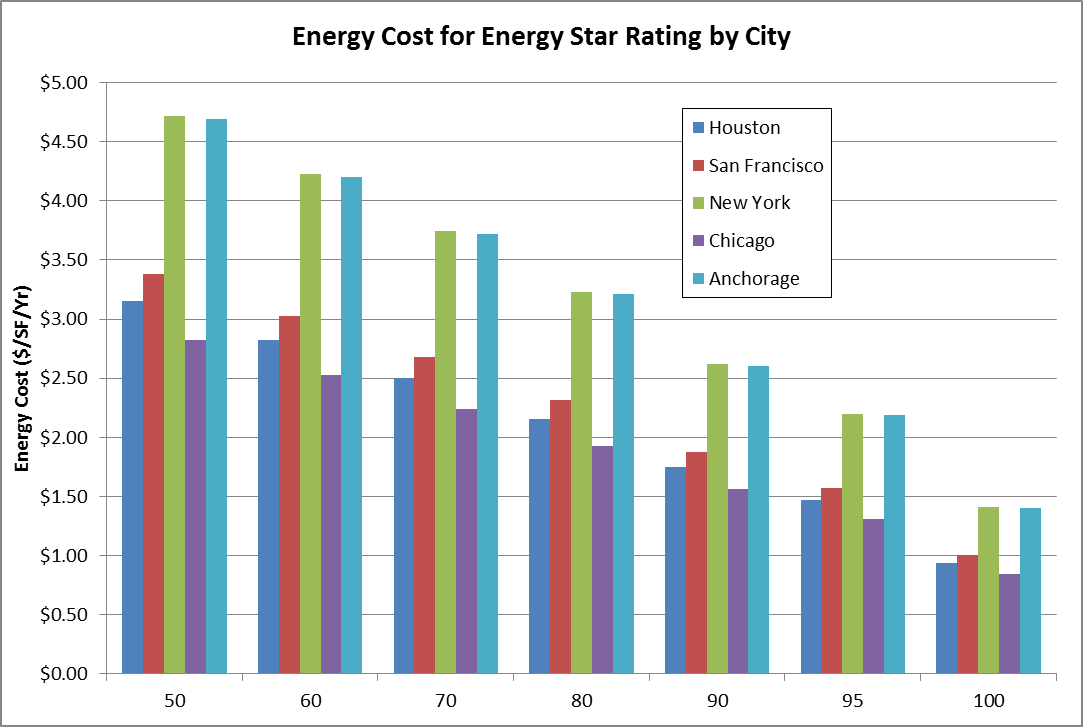 Energy Cost for Energy Star Rating by City
$5.00
$4.50
$4.00
$3.50
$3.00
$2.50
$2.00
$1.50
$1.00
$0.50
$0.00
Energy Cost ($/SF/Yr)
Houston
San Francisco
New York
Chicago
Anchorage
50 60 70 80 90 95 100